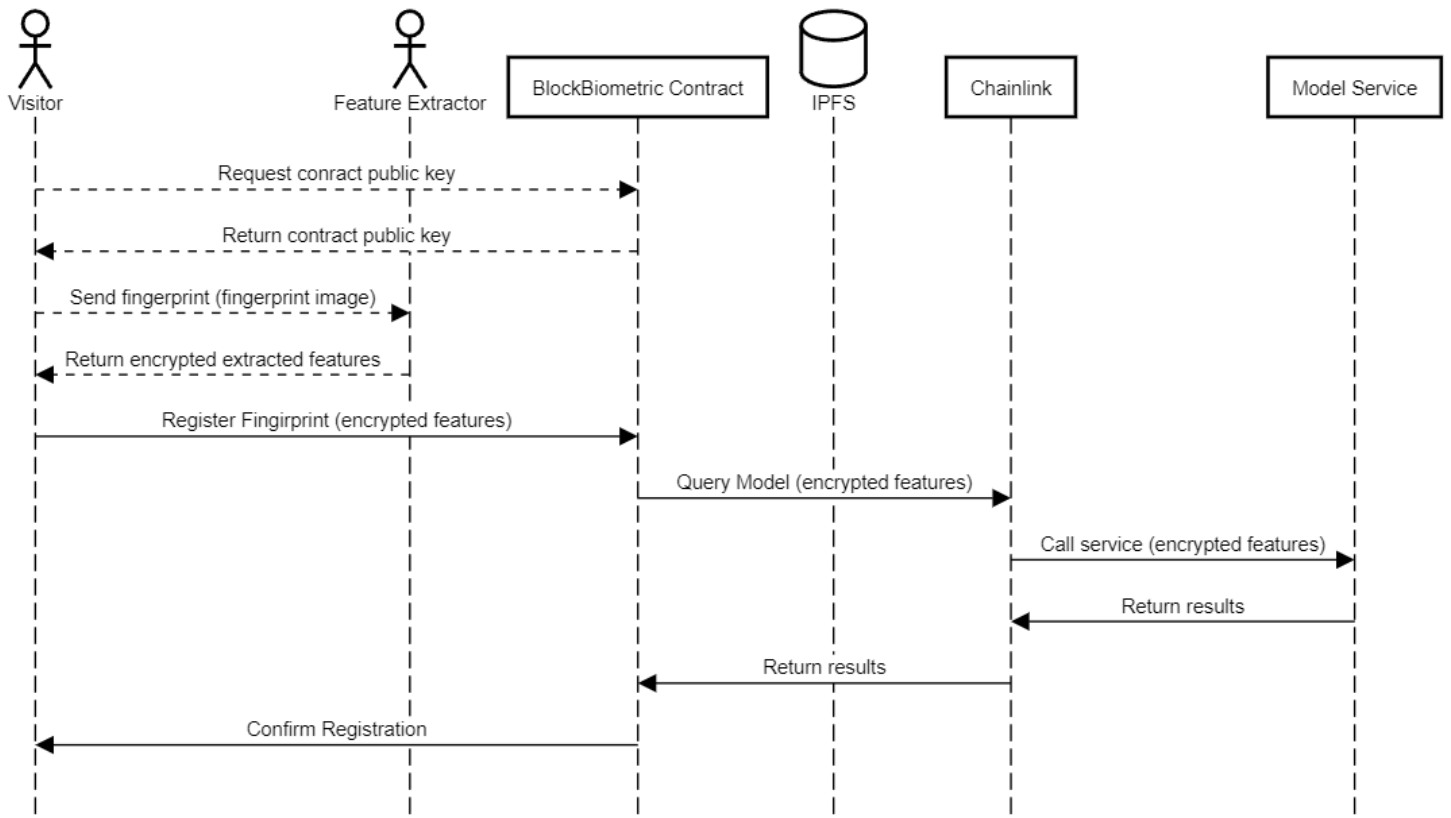 Visitor
Feature Extractor
BlockBiometric Contract
IPFS
Chainlink
Model Service
Request conract public key
Return contract public key
Send fingerprint (fingerprint image)
Return encrypted extracted features
Register Fingirprint (encrypted features)
Query Model (encrypted features)
Call service (encrypted features)
Return results
Return results
Confirm Registration